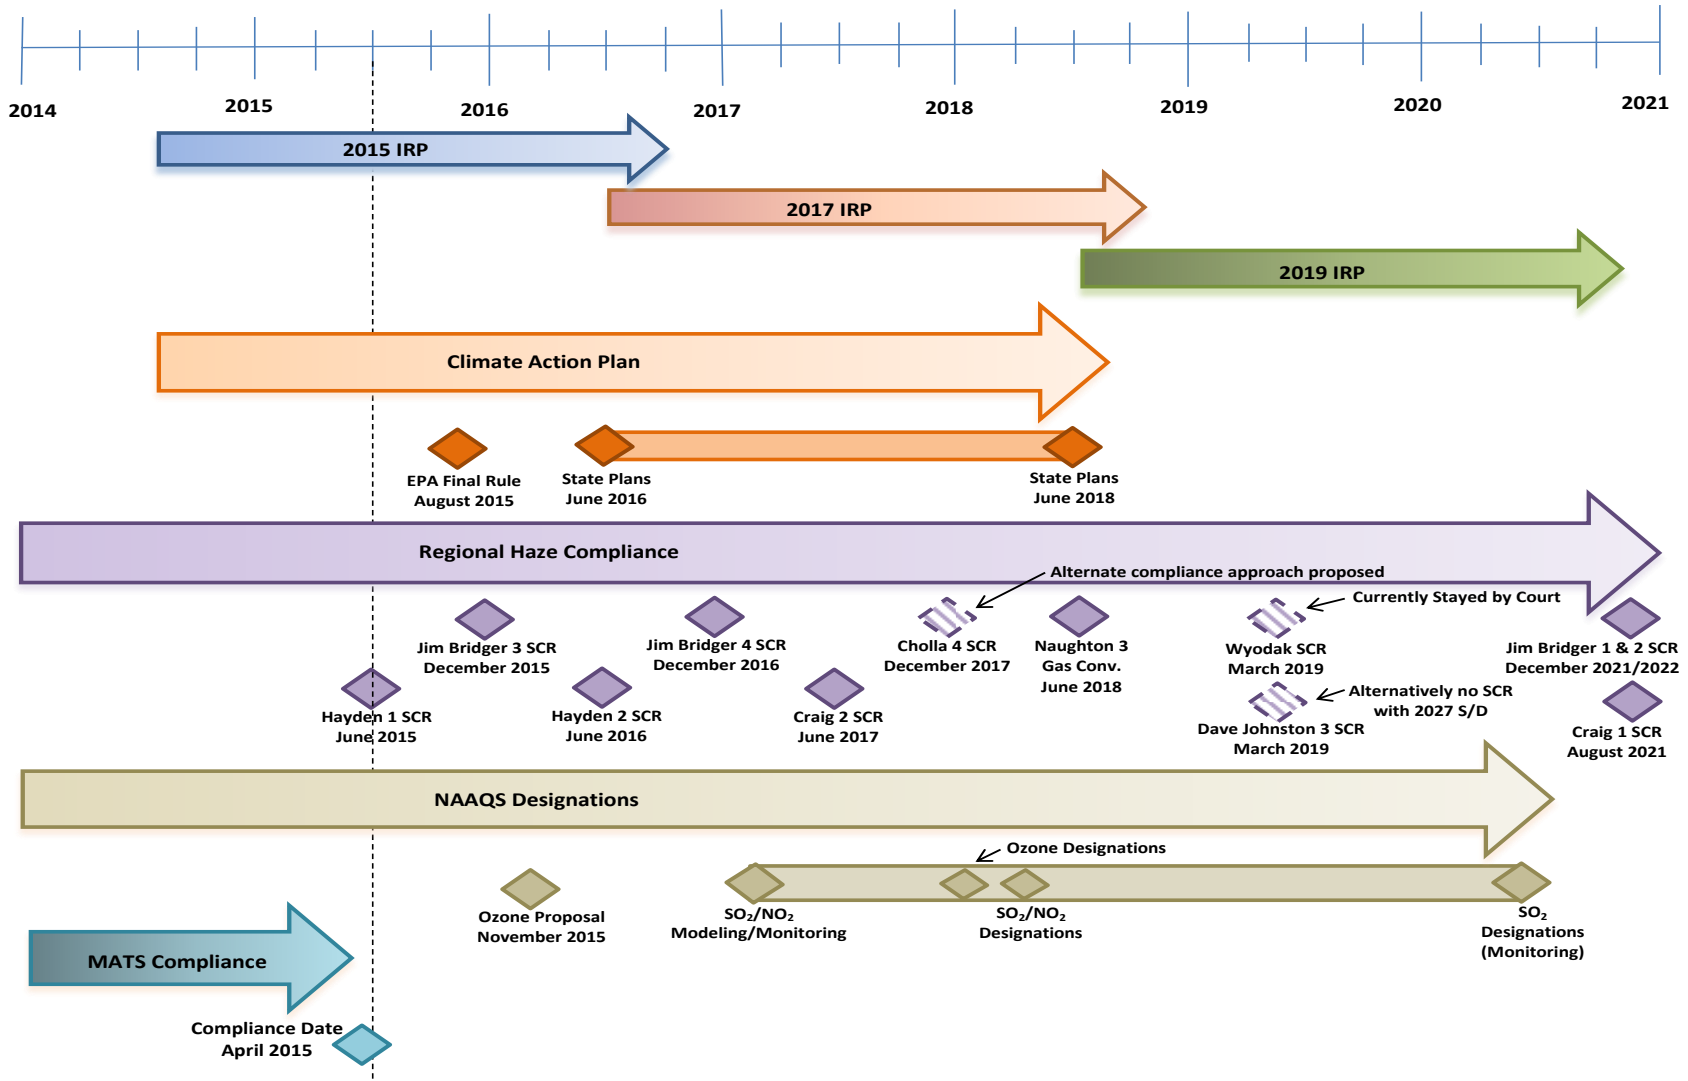 2014
2015
2016
2017
2018
2019
2020
2021
2015 IRP
2017 IRP
2019 IRP
Climate Action Plan
EPA Final Rule
August 2015
State Plans
June 2016
State Plans
June 2018
Regional Haze Compliance
Alternate compliance approach proposed
Currently Stayed by Court
Jim Bridger 3 SCR
December 2015
Jim Bridger 4 SCR
December 2016
Cholla 4 SCR
December 2017
Naughton 3
Gas Conv.
June 2018
Wyodak SCR
March 2019
Jim Bridger 1 & 2 SCR
December 2021/2022
Alternatively no SCR
with 2027 S/D
Hayden 1 SCR
June 2015
Hayden 2 SCR
June 2016
Craig 2 SCR
June 2017
Dave Johnston 3 SCR
March 2019
Craig 1 SCR
August 2021
NAAQS Designations
Ozone Designations
Ozone Proposal
November 2015
SO₂/NO₂
Modeling/Monitoring
SO₂/NO₂
Designations
SO₂
Designations
(Monitoring)
MATS Compliance
Compliance Date
April 2015